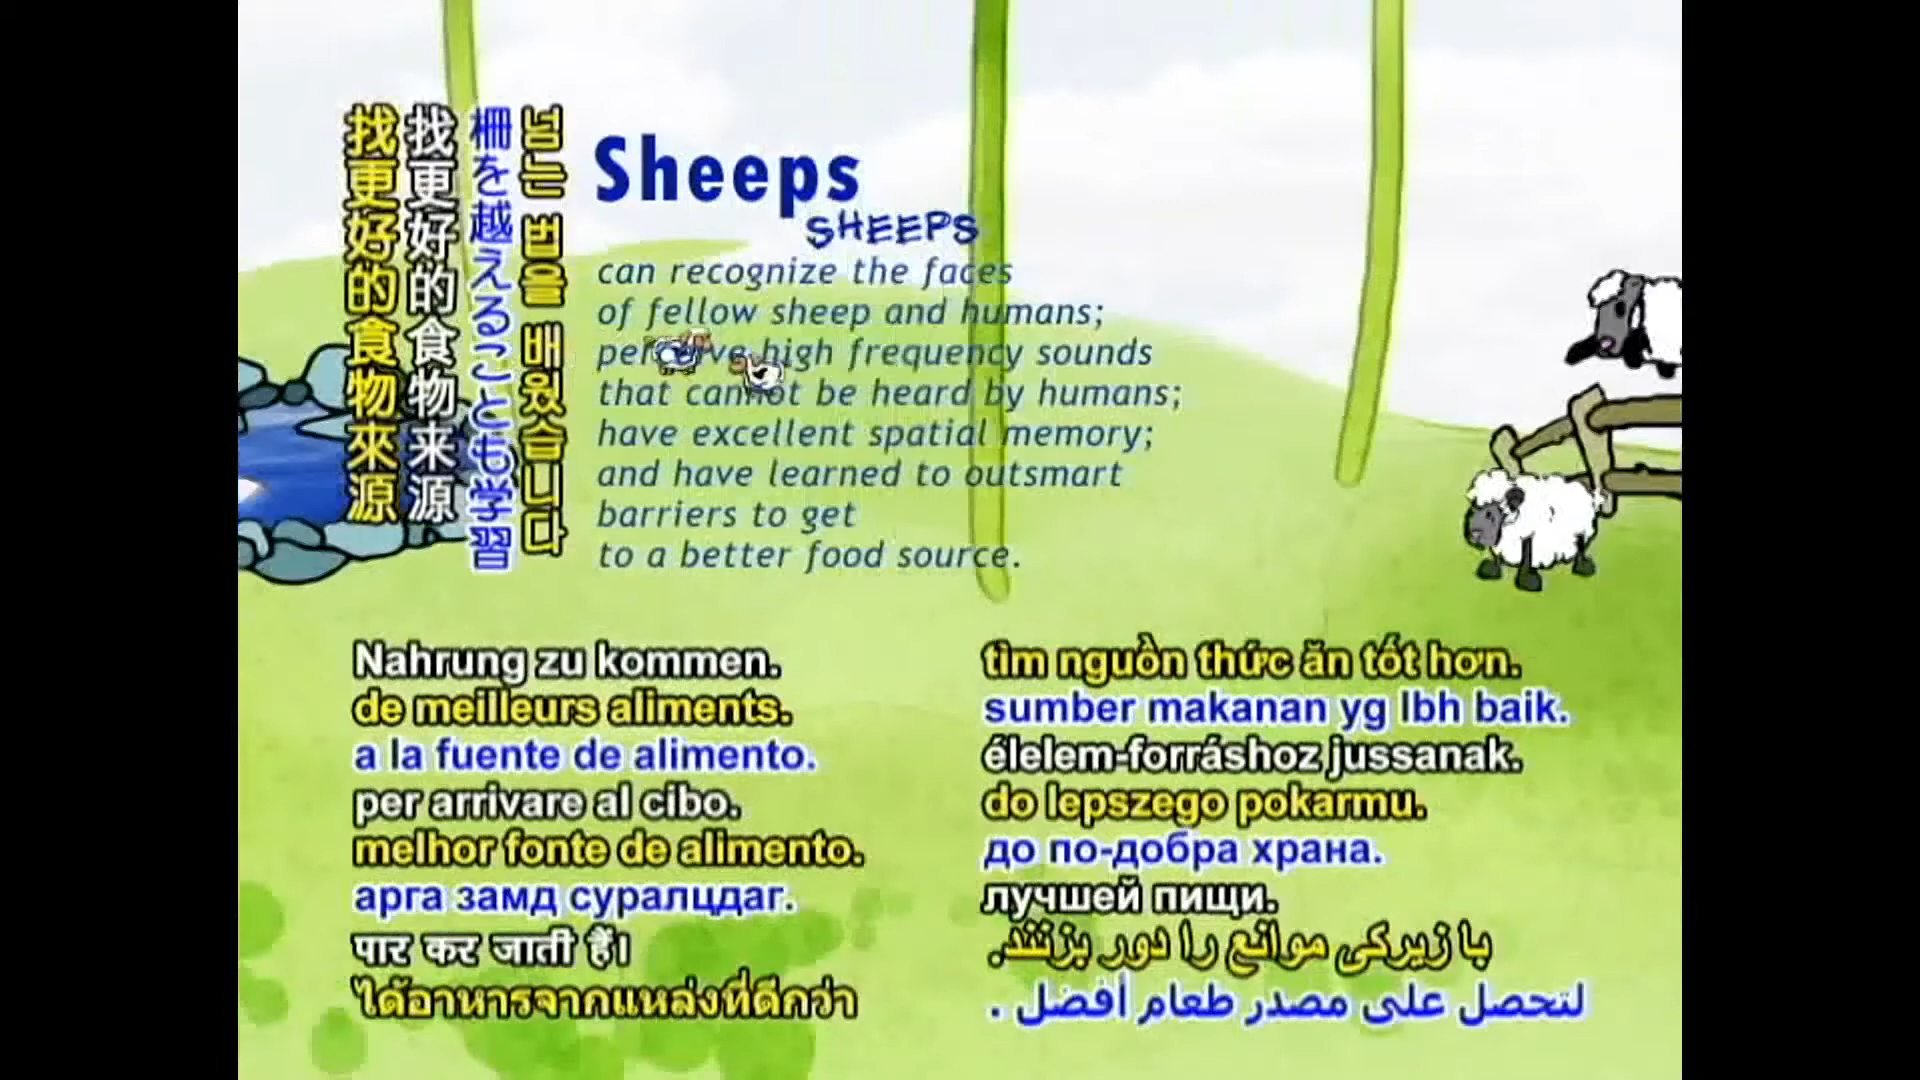 找更好的食物來源
找更好的食物来源
柵を越えることも学習
넘는 법을 배웠습니다
Sheeps
SHEEPS
can recognize the faces
of fellow sheep and humans;
perceive high frequency sounds
that cannot be heard by humans;
have excellent spatial memory;
and have learned to outsmart
barriers to get
to a better food source.
Nahrung zu kommen.
de meilleurs aliments.
a la fuente de alimento.
per arrivare al cibo.
melhor fonte de alimento.
арга замд суралцдаг.
पार कर जाती हैं।
ได้อาหารจากแหล่งที่ดีกว่า
tìm nguồn thức ăn tốt hơn.
sumber makanan yg lbh baik.
élelem-forráshoz jussanak.
do lepszego pokarmu.
до по-добра храна.
лучшей пищи.
با زیرکی موانع را دور بزنند.
لتحصل على مصدر طعام أفضل .